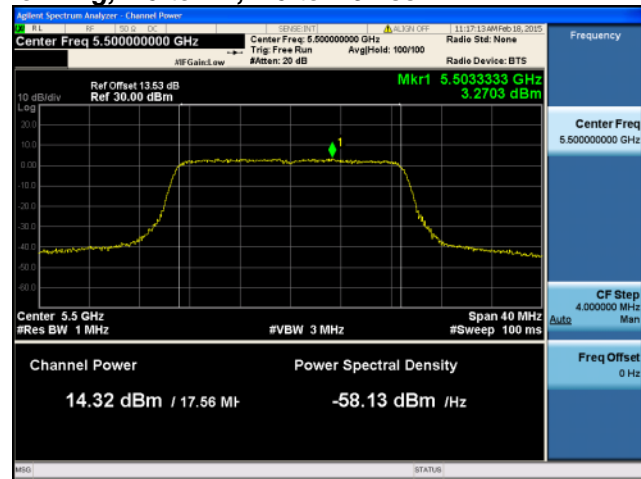 Agilent Spectrum Analyzer - Channel Power
RL RF 50 Ω DC SENSE:INT ALIGN OFF 11:17:13 AM Feb 18, 2015
Center Freq 5.500000000 GHz
Center Freq: 5.500000000 GHz Radio Std: None
Trig: Free Run Avg|Hold: 100/100
#IFGain:Low #Atten: 20 dB Radio Device: BTS
Frequency
Ref Offset 13.53 dB
10 dB/div Ref 30.00 dBm
Mkr1 5.5033333 GHz
3.2703 dBm
Log
20.0
10.0
0.00
-10.0
-20.0
-30.0
-40.0
-50.0
-60.0
1
Center 5.5 GHz Span 40 MHz
#Res BW 1 MHz #VBW 3 MHz #Sweep 100 ms
Channel Power Power Spectral Density
14.32 dBm / 17.56 MH -58.13 dBm /Hz
Center Freq
5.500000000 GHz
CF Step
4.000000 MHz
Auto Man
Freq Offset
0 Hz
MSG STATUS